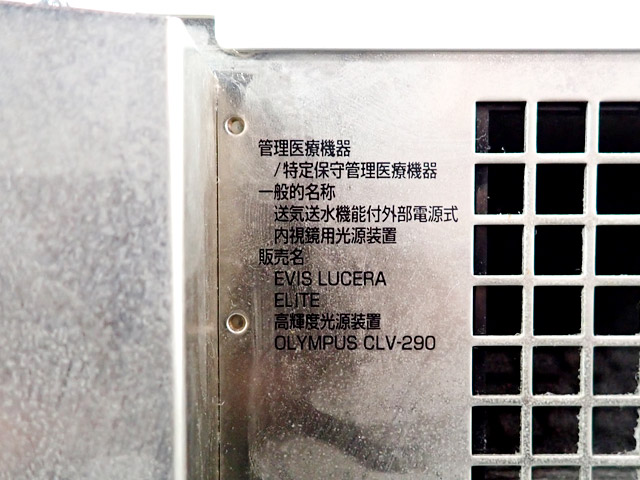 管理医療機器
/特定保守管理医療機器
一般的名称
送気送水機能付外部電源式
内視鏡用光源装置
販売名
EVIS LUCERA
ELITE
高輝度光源装置
OLYMPUS CLV-290